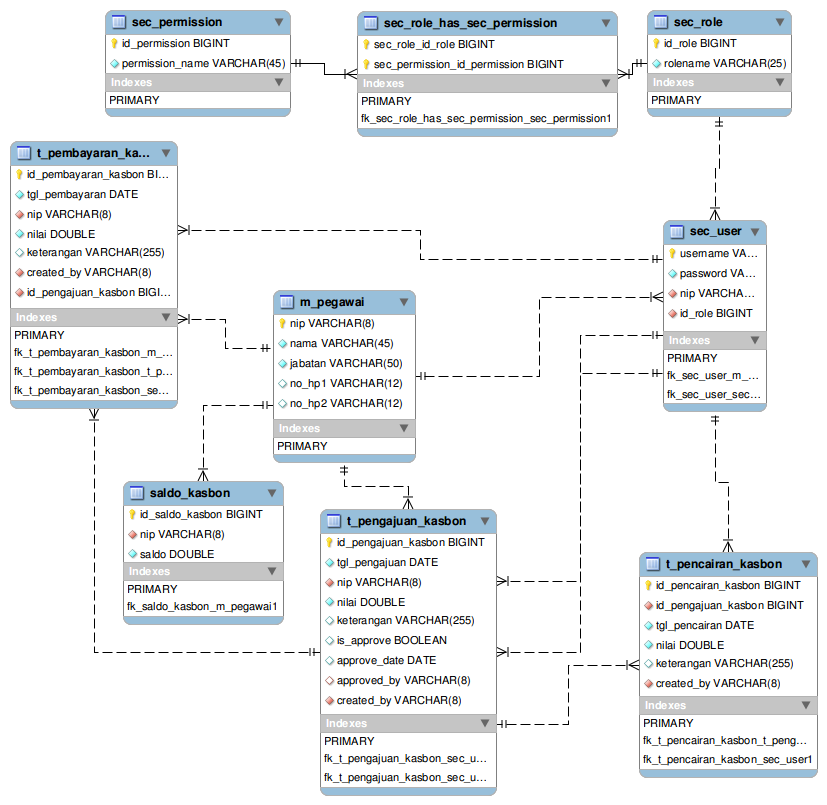 sec_permission
id_permission BIGINT
permission_name VARCHAR(45)
Indexes
PRIMARY
sec_role_has_sec_permission
sec_role_id_role BIGINT
sec_permission_id_permission BIGINT
Indexes
PRIMARY
fk_sec_role_has_sec_permission_sec_permission1
sec_role
id_role BIGINT
rolename VARCHAR(25)
Indexes
PRIMARY
t_pembayaran_ka...
id_pembayaran_kasbon BI...
tgl_pembayaran DATE
nip VARCHAR(8)
nilai DOUBLE
keterangan VARCHAR(255)
created_by VARCHAR(8)
id_pengajuan_kasbon BIGI...
Indexes
PRIMARY
fk_t_pembayaran_kasbon_m_...
fk_t_pembayaran_kasbon_t_p...
fk_t_pembayaran_kasbon_se...
sec_user
username VA...
password VA...
nip VARCHA...
id_role BIGINT
Indexes
PRIMARY
fk_sec_user_m_...
fk_sec_user_sec...
m_pegawai
nip VARCHAR(8)
nama VARCHAR(45)
jabatan VARCHAR(50)
no_hp1 VARCHAR(12)
no_hp2 VARCHAR(12)
Indexes
PRIMARY
saldo_kasbon
id_saldo_kasbon BIGINT
nip VARCHAR(8)
saldo DOUBLE
Indexes
PRIMARY
fk_saldo_kasbon_m_pegawai1
t_pengajuan_kasbon
id_pengajuan_kasbon BIGINT
tgl_pengajuan DATE
nip VARCHAR(8)
nilai DOUBLE
keterangan VARCHAR(255)
is_approve BOOLEAN
approve_date DATE
approved_by VARCHAR(8)
created_by VARCHAR(8)
Indexes
PRIMARY
fk_t_pengajuan_kasbon_sec_u...
fk_t_pengajuan_kasbon_sec_u...
t_pencairan_kasbon
id_pencairan_kasbon BIGINT
id_pengajuan_kasbon BIGINT
tgl_pencairan DATE
nilai DOUBLE
keterangan VARCHAR(255)
created_by VARCHAR(8)
Indexes
PRIMARY
fk_t_pencairan_kasbon_t_peng...
fk_t_pencairan_kasbon_sec_user1